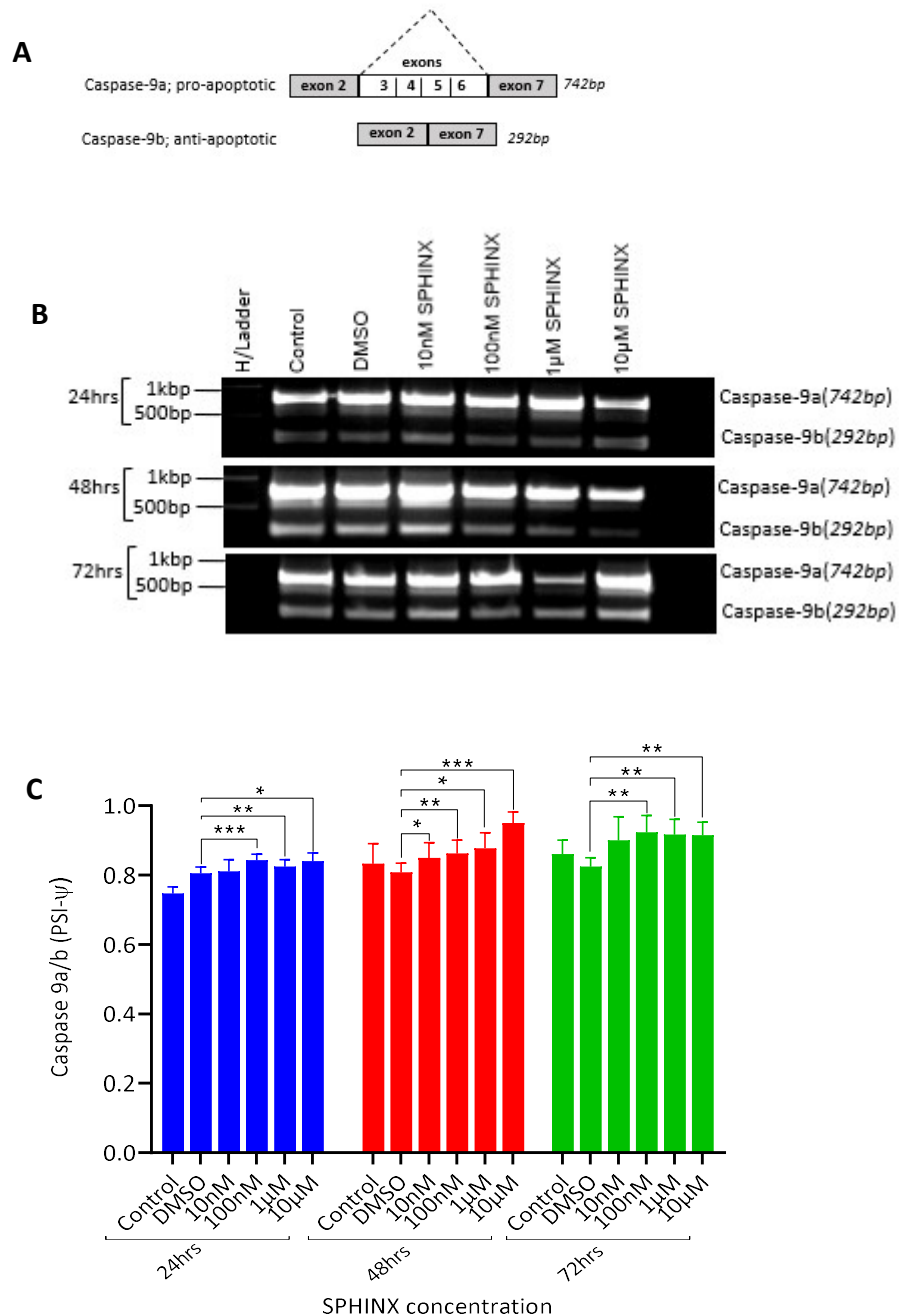 A
exons
Caspase-9a; pro-apoptotic exon 2 3 4 5 6 exon 7 742bp
Caspase-9b; anti-apoptotic exon 2 exon 7 292bp
B
H/Ladder Control DMSO 10nM SPHINX 100nM SPHINX 1µM SPHINX 10µM SPHINX
24hrs 1kbp Caspase-9a(742bp)
500bp
Caspase-9b(292bp)
48hrs 1kbp Caspase-9a(742bp)
500bp
Caspase-9b(292bp)
72hrs 1kbp Caspase-9a(742bp)
500bp
Caspase-9b(292bp)
C
Caspase 9a/b (PSI-ψ)
*** **
* * **
** ** **
*** *
1.0
0.8
0.6
0.4
0.2
0.0
Control DMSO 10nM 100nM 1µM 10µM Control DMSO 10nM 100nM 1µM 10µM Control DMSO 10nM 100nM 1µM 10µM
24hrs 48hrs 72hrs
SPHINX concentration